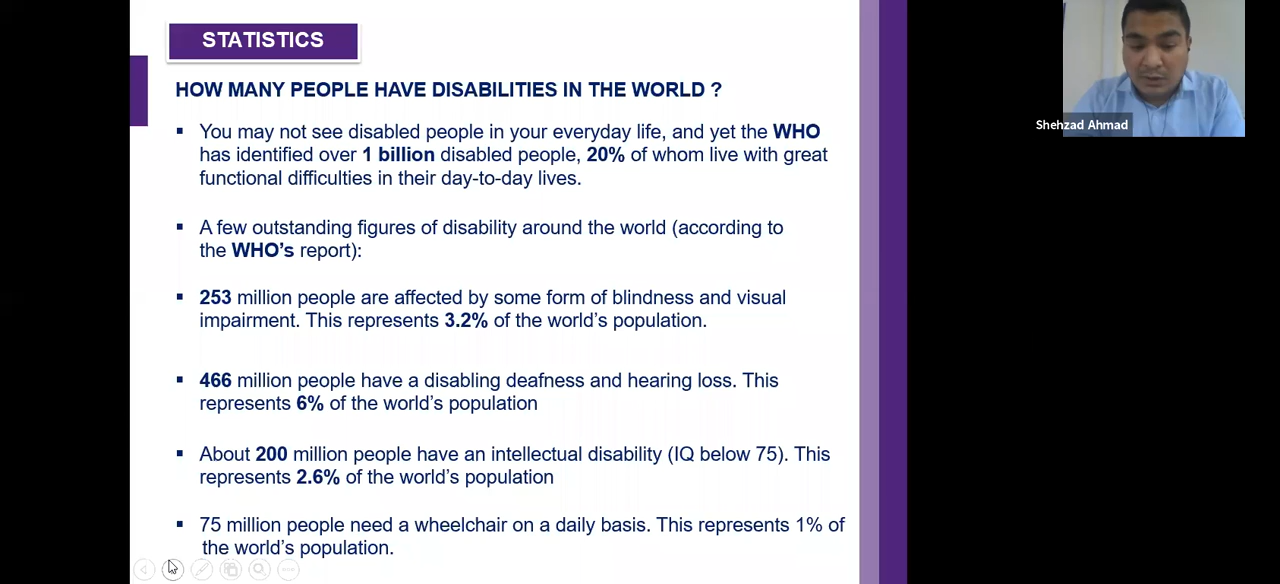 STATISTICS
HOW MANY PEOPLE HAVE DISABILITIES IN THE WORLD ?
▪ You may not see disabled people in your everyday life, and yet the WHO
has identified over 1 billion disabled people, 20% of whom live with great
functional difficulties in their day-to-day lives.
▪ A few outstanding figures of disability around the world (according to
the WHO’s report):
▪ 253 million people are affected by some form of blindness and visual
impairment. This represents 3.2% of the world’s population.
▪ 466 million people have a disabling deafness and hearing loss. This
represents 6% of the world’s population
▪ About 200 million people have an intellectual disability (IQ below 75). This
represents 2.6% of the world’s population
▪ 75 million people need a wheelchair on a daily basis. This represents 1% of
the world’s population.
Shehzad Ahmad